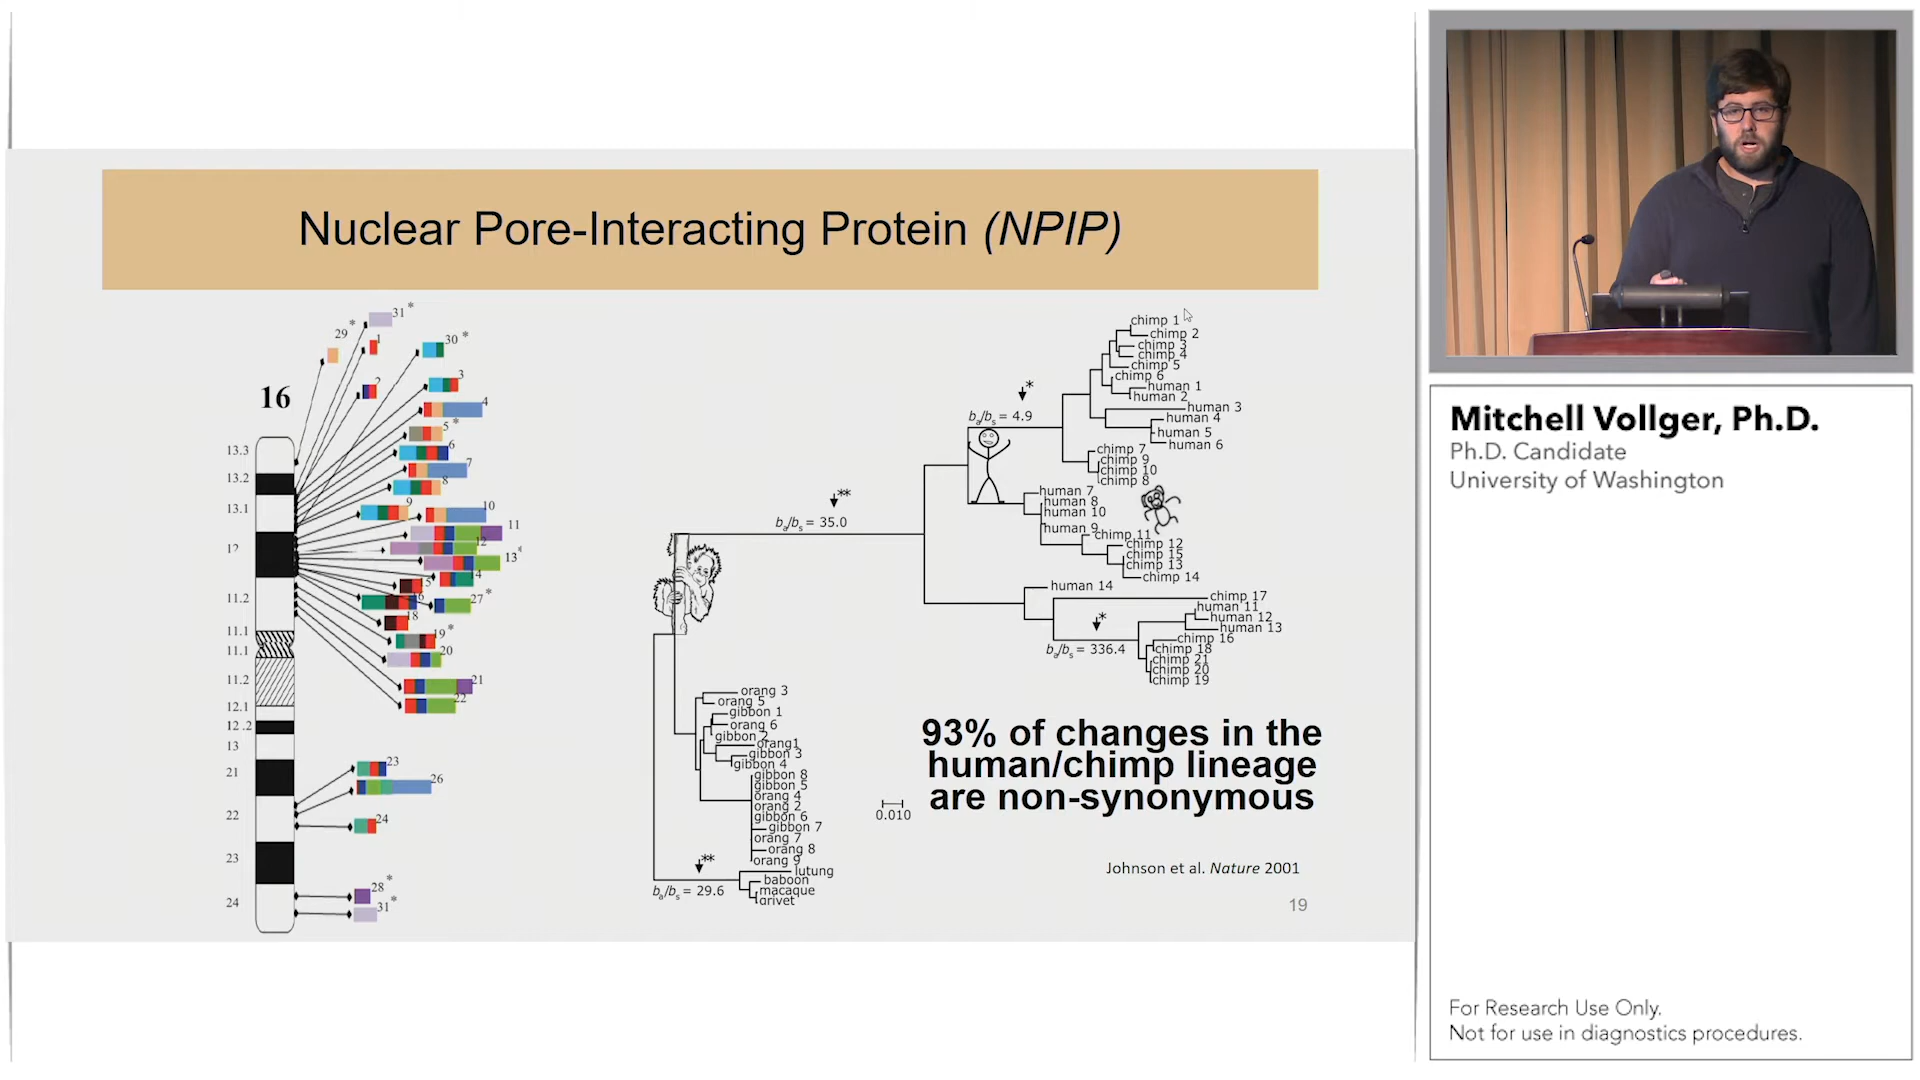 Nuclear Pore-Interacting Protein (NPIP)
16
13.3
13.2
13.1
12
11.2
11.1
11.1
11.2
12.1
12.2
13
21
22
23
24
31*
29*
1
30*
2
3
4
5*
6
7
8
9
10
11
12
13*
14
15
16
27*
18
19*
20
21
22
23
26
24
28*
31*
chimp 1
chimp 2
chimp 3
chimp 4
chimp 5
chimp 6
human 1
human 2
human 3
human 4
human 5
human 6
chimp 7
chimp 9
chimp 10
chimp 8
human 7
human 8
human 10
human 9
chimp 11
chimp 12
chimp 15
chimp 13
chimp 14
human 14
chimp 17
human 11
human 12
human 13
chimp 16
chimp 18
chimp 21
chimp 20
chimp 19
*
ba/bs = 4.9
**
ba/bs = 35.0
*
ba/bs = 336.4
orang 3
orang 5
gibbon 1
orang 6
gibbon 2
orang1
gibbon 3
gibbon 4
gibbon 8
gibbon 5
orang 4
orang 2
gibbon 6
gibbon 7
orang 7
orang 8
orang 9
**
ba/bs = 29.6
lutung
baboon
macaque
grivet
0.010
93% of changes in the
human/chimp lineage
are non-synonymous
Johnson et al. Nature 2001
19
Mitchell Vollger, Ph.D.
Ph.D. Candidate
University of Washington
For Research Use Only.
Not for use in diagnostics procedures.